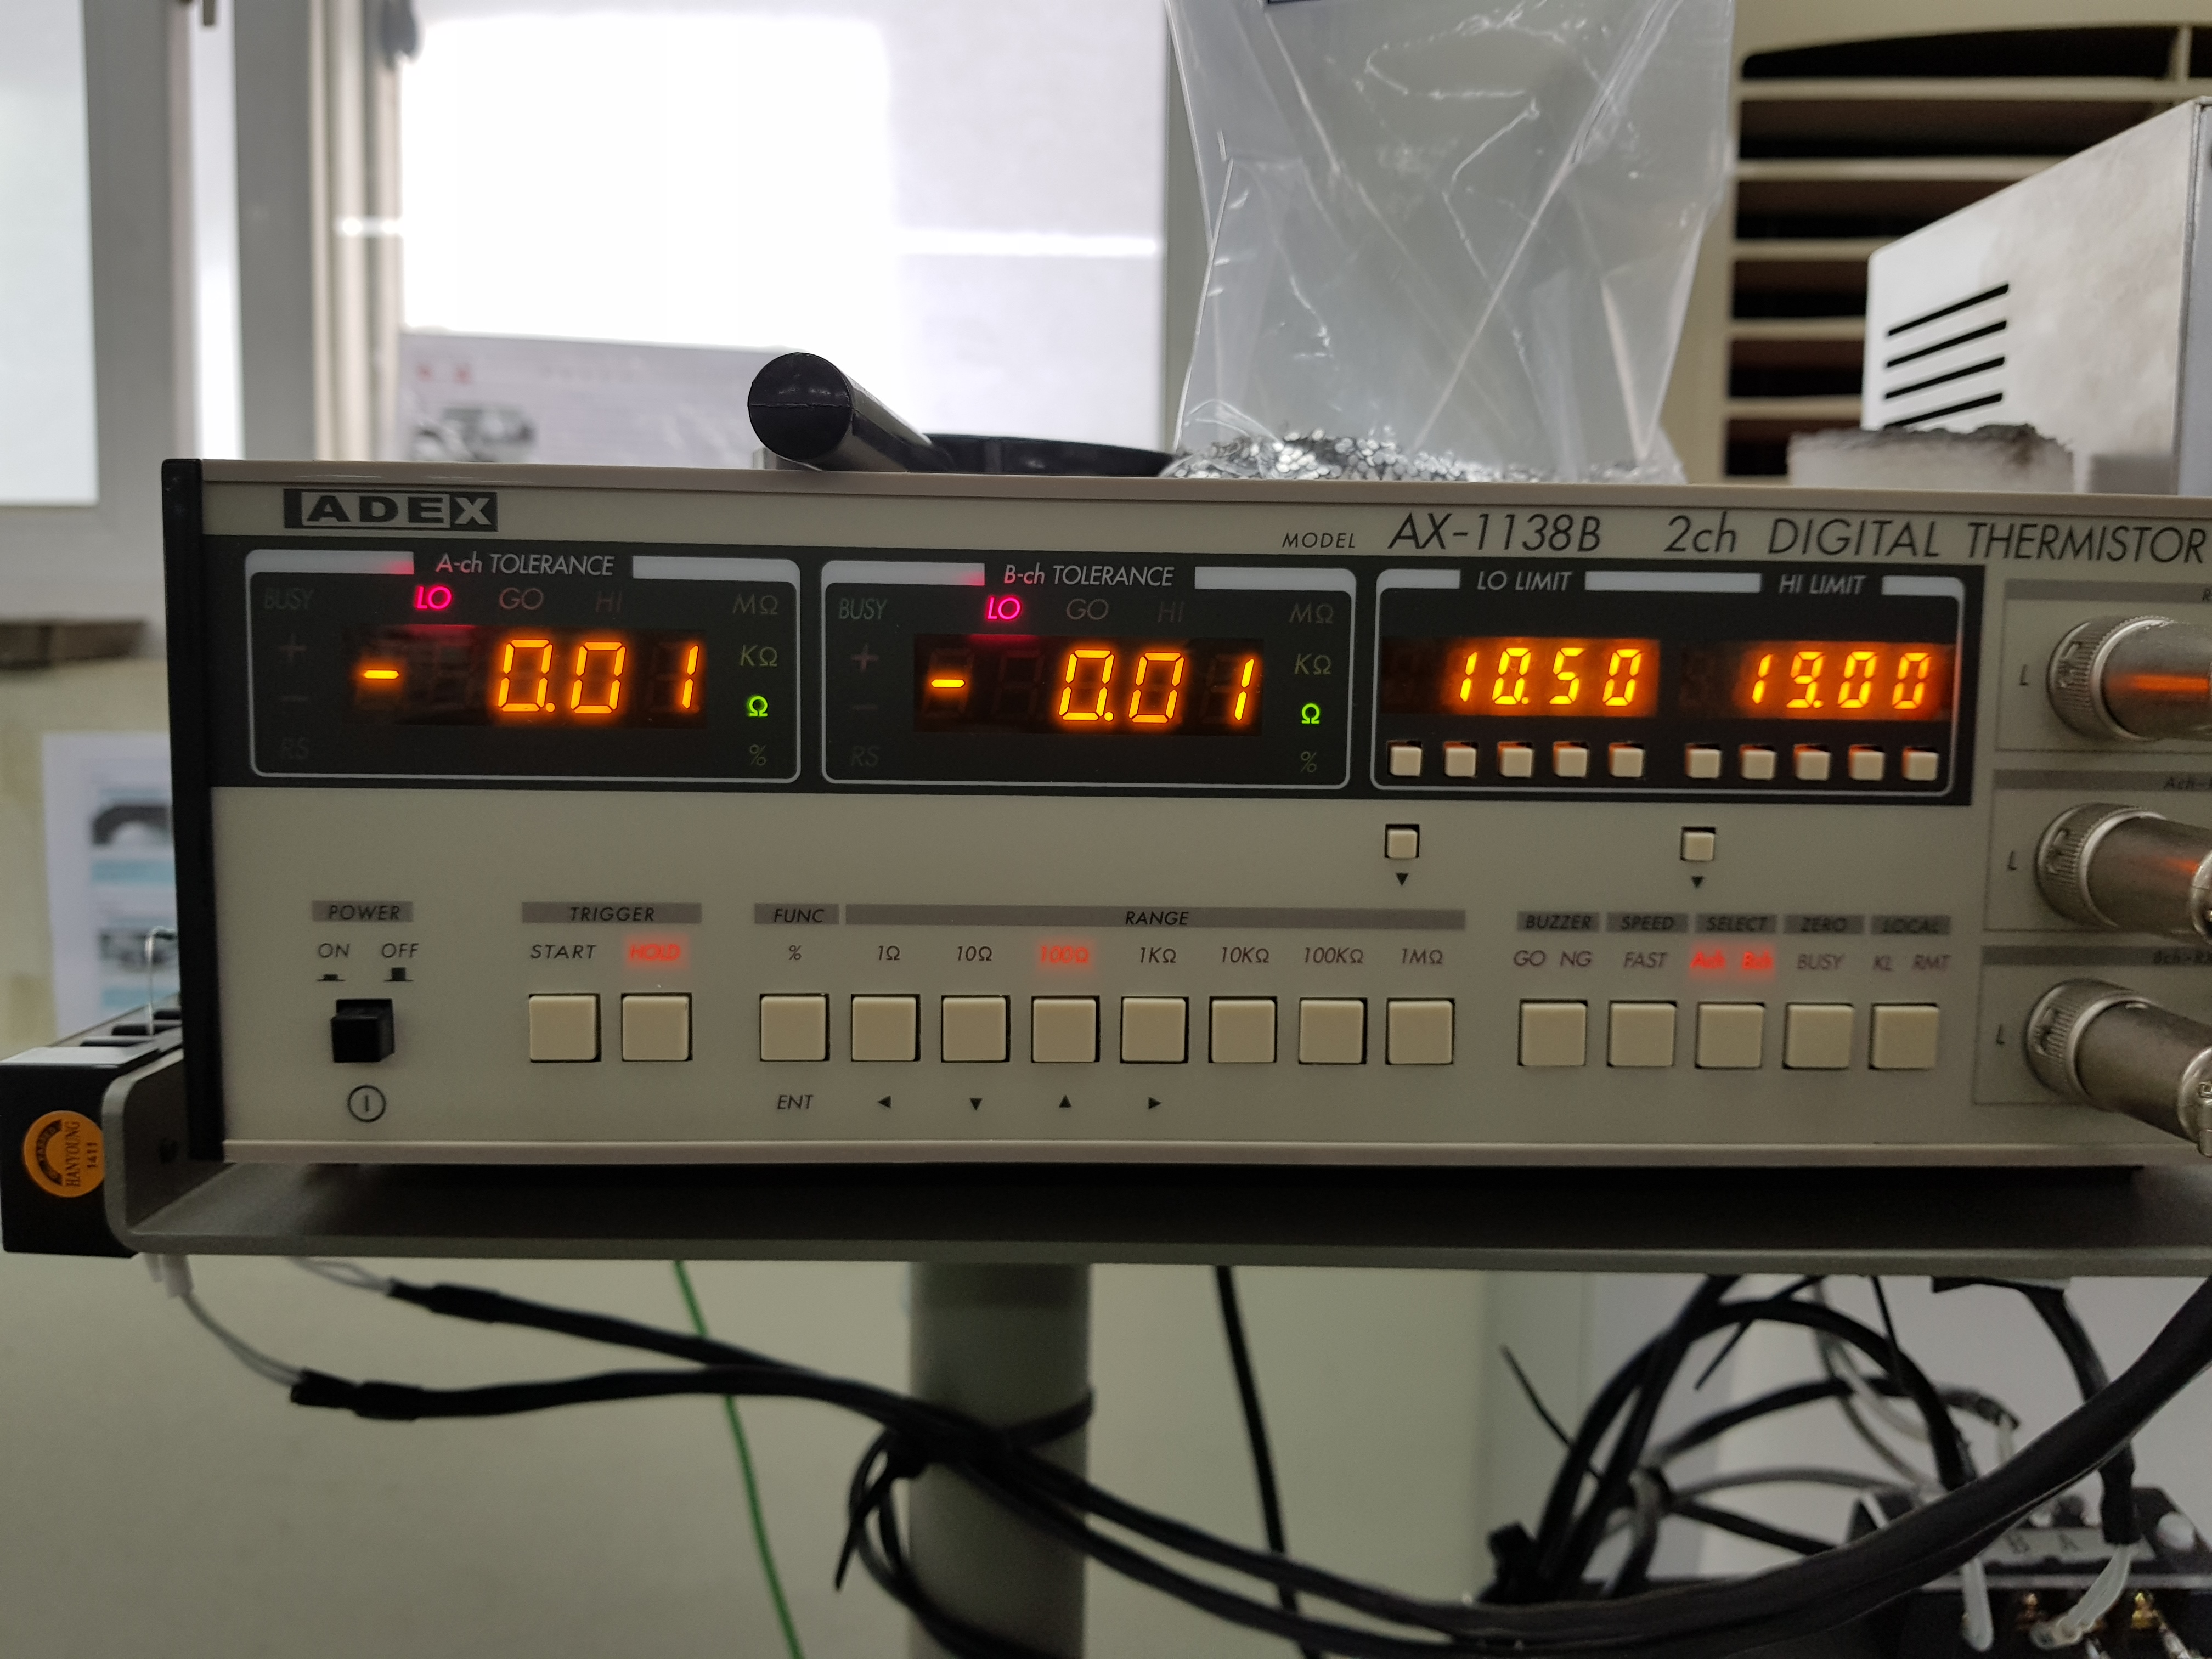 ADEX
MODEL AX-1138B 2ch DIGITAL THERMISTOR
A-ch TOLERANCE
BUSY LO GO HI MΩ
+ KΩ
- 0.01
- Ω
RS %
B-ch TOLERANCE
BUSY LO GO HI MΩ
+ KΩ
- 0.01
- Ω
RS %
LO LIMIT HI LIMIT
10.50 19.00
L
L
L
POWER
ON OFF
TRIGGER
START HOLD
FUNC
%
ENT
RANGE
1Ω 10Ω 100Ω 1KΩ 10KΩ 100KΩ 1MΩ
BUZZER SPEED SELECT ZERO LOCAL
GO NG FAST Ach Bch BUSY KL RMT
HANYOUNG
1411
B A